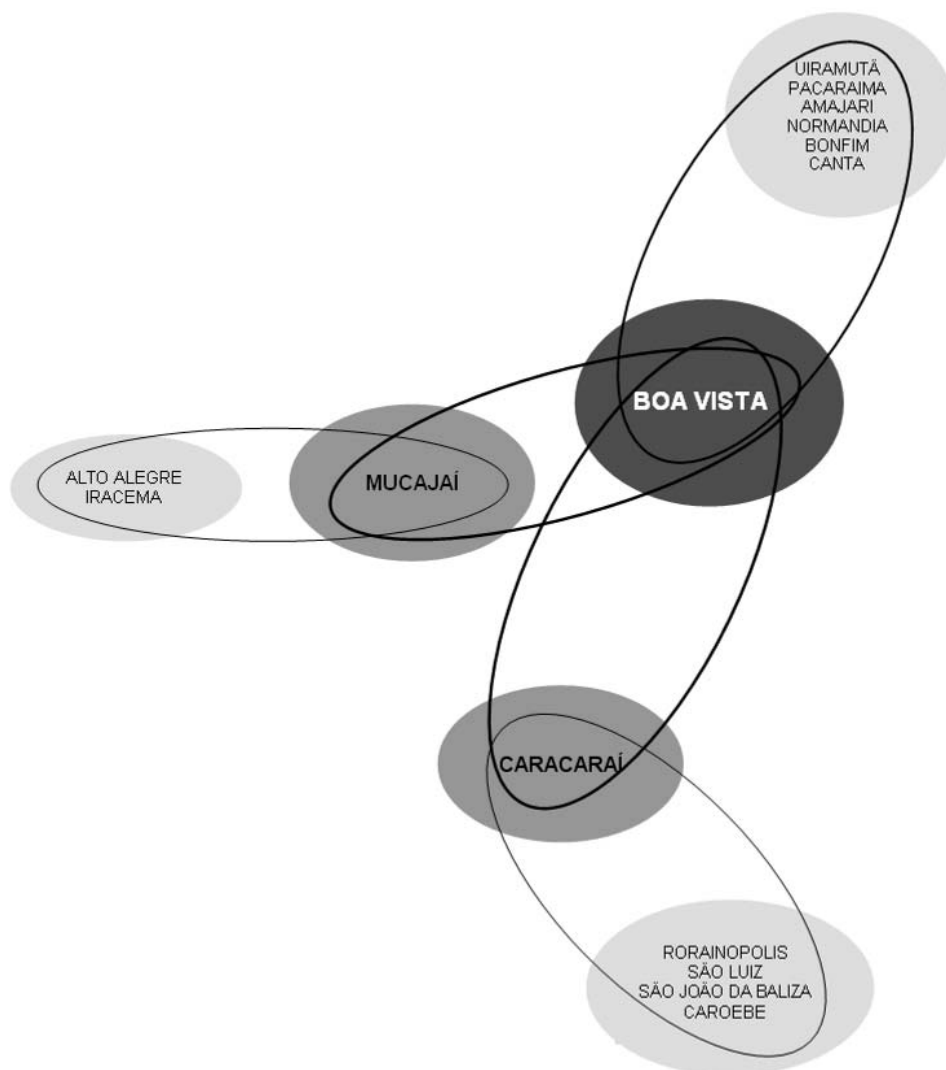 UIRAMUTÃ
PACARAIMA
AMAJARI
NORMANDIA
BONFIM
CANTA
BOA VISTA
ALTO ALEGRE
IRACEMA
MUCAJAÍ
CARACARAÍ
RORAINOPOLIS
SÃO LUIZ
SÃO JOÃO DA BALIZA
CAROEBE